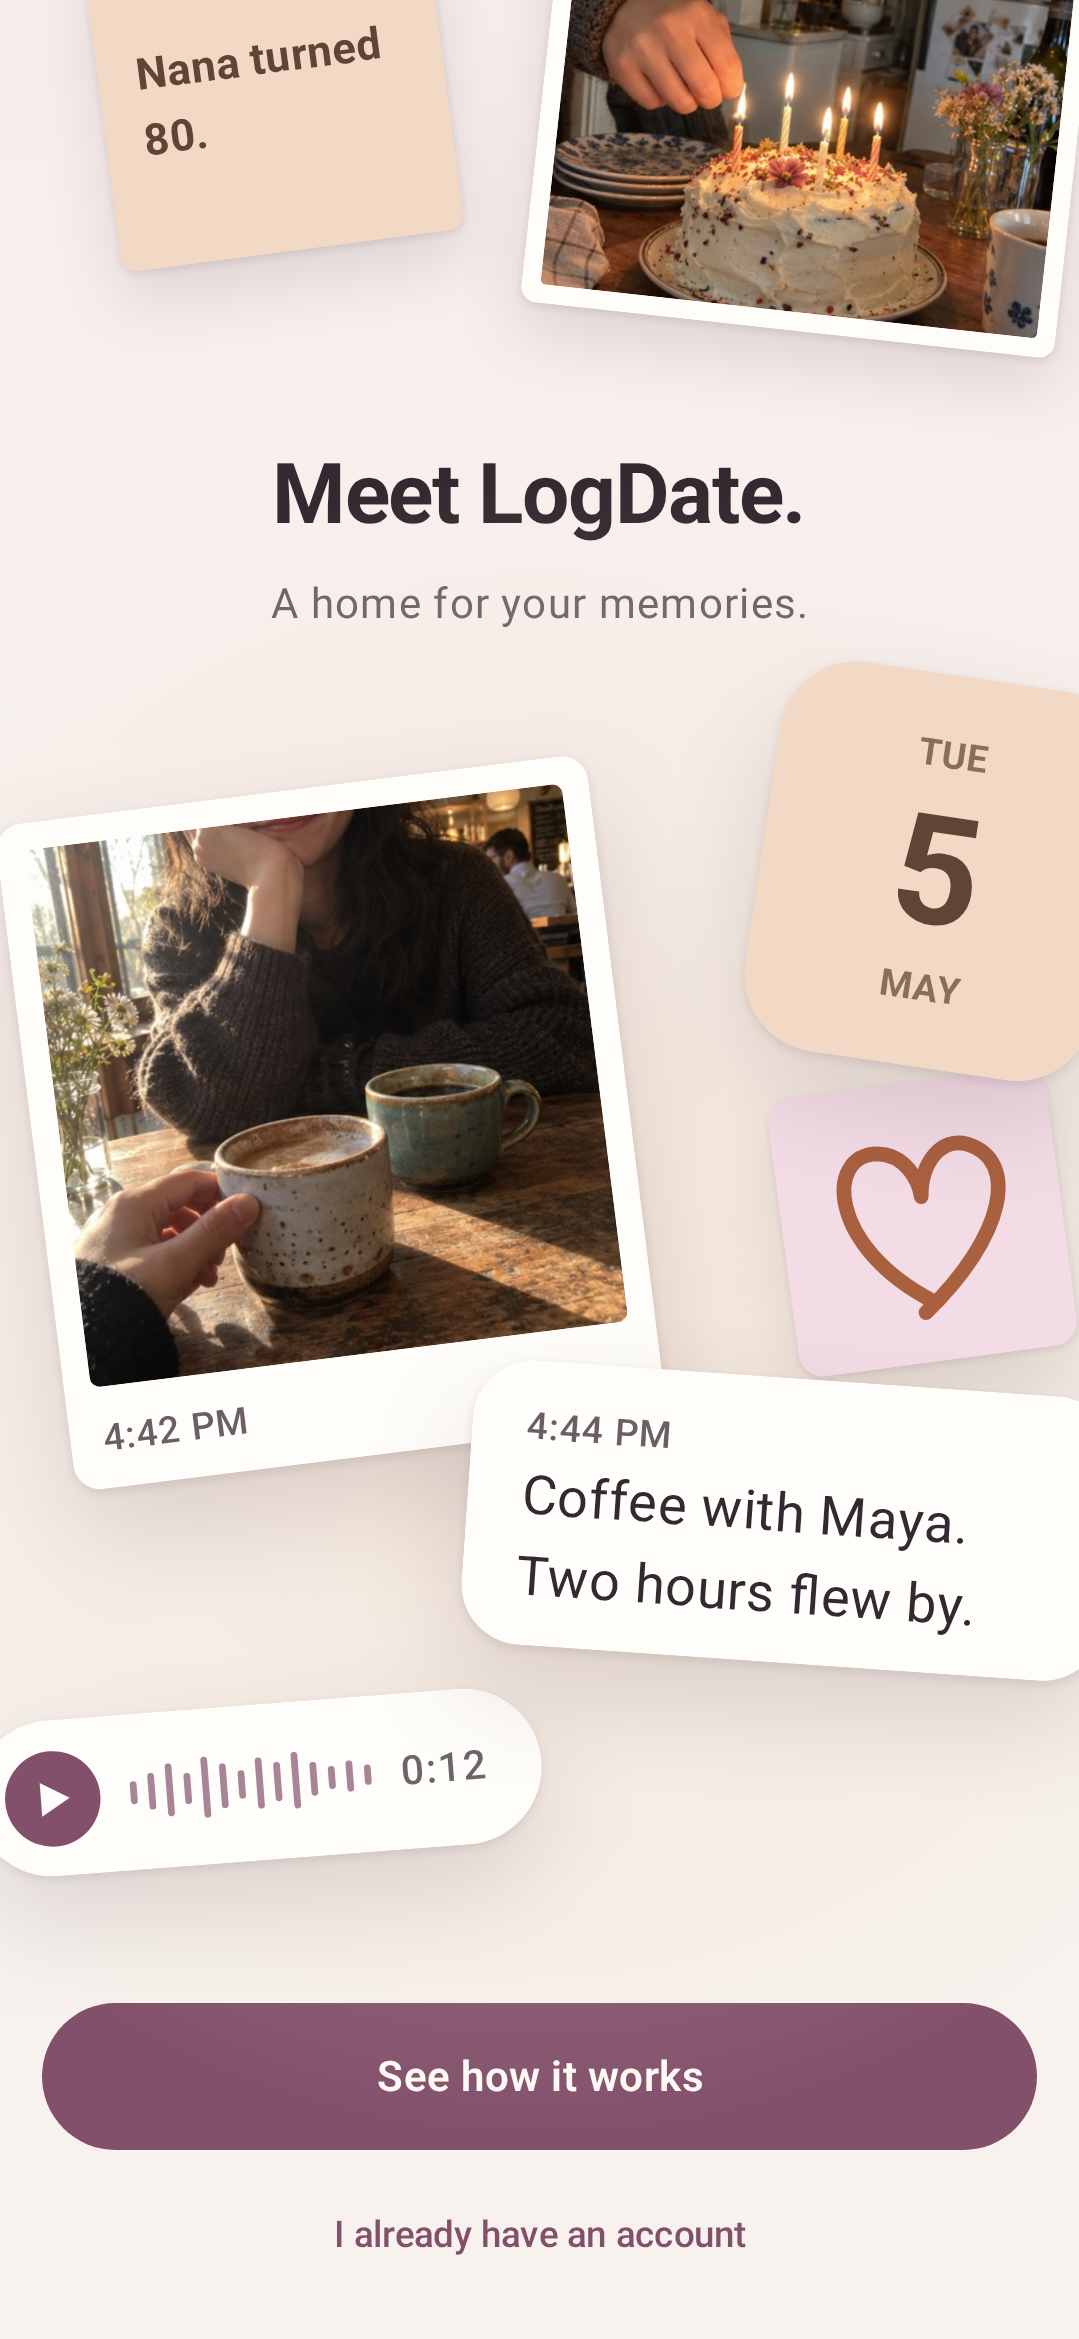 Nana turned
80.
Meet LogDate.
A home for your memories.
TUE
5
MAY
4:42 PM
4:44 PM
Coffee with Maya.
Two hours flew by.
0:12
See how it works
I already have an account